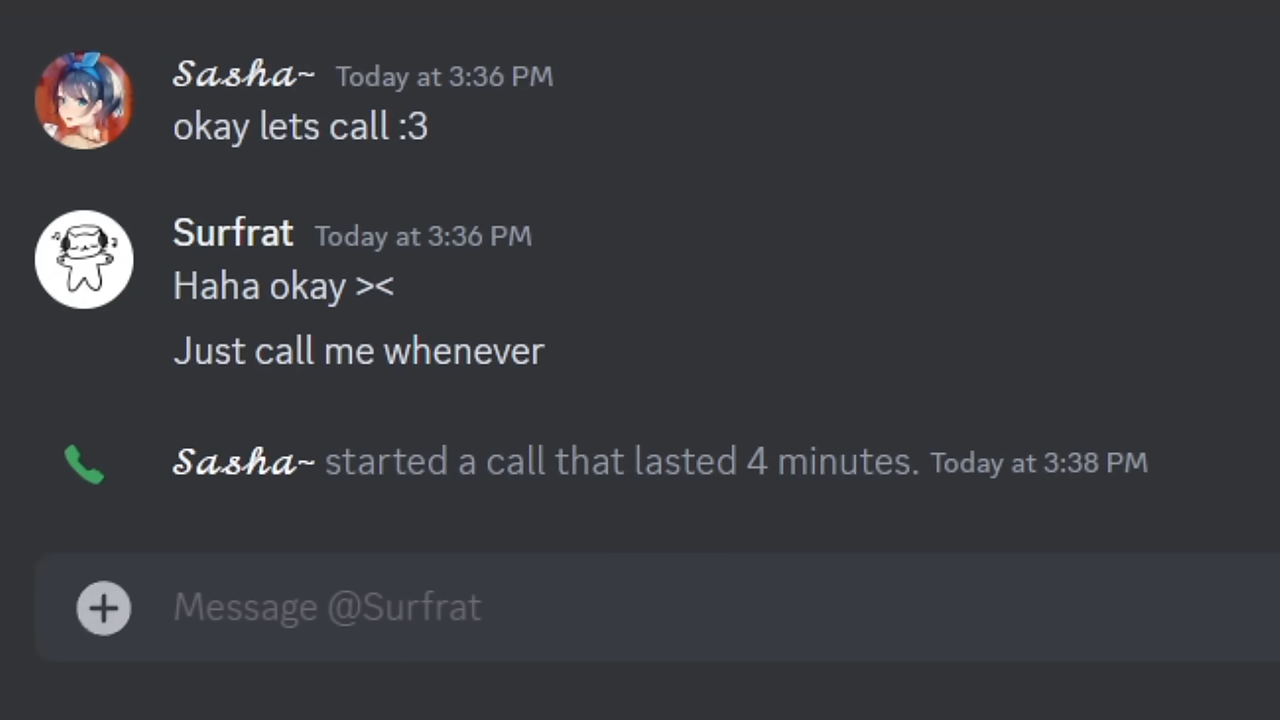 𝓢𝓪𝓼𝓱𝓪~ Today at 3:36 PM
okay lets call :3
Surfrat Today at 3:36 PM
Haha okay ><
Just call me whenever
𝓢𝓪𝓼𝓱𝓪~ started a call that lasted 4 minutes. Today at 3:38 PM
Message @Surfrat